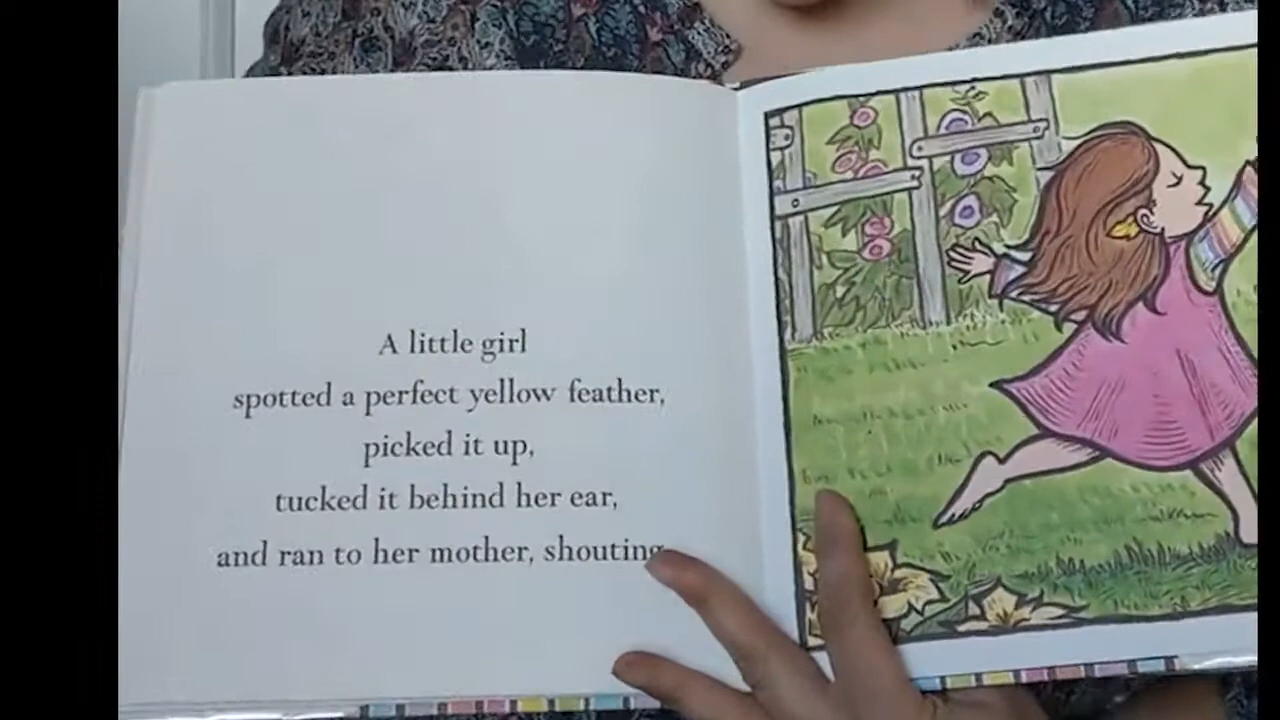 A little girl
spotted a perfect yellow feather,
picked it up,
tucked it behind her ear,
and ran to her mother, shouting